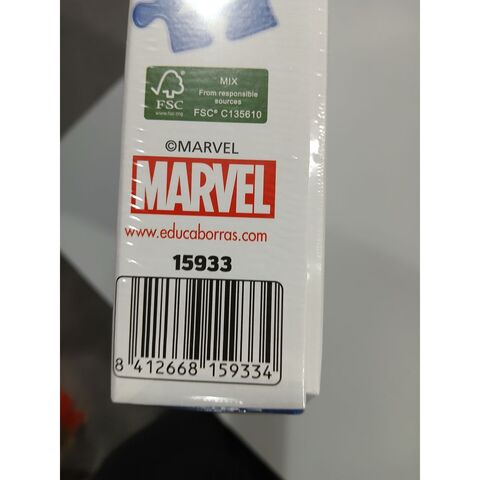 FSC
www.fsc.org
MIX
From responsible
sources
FSC® C135610
©MARVEL
MARVEL
www.educaborras.com
15933
8 412668 159334